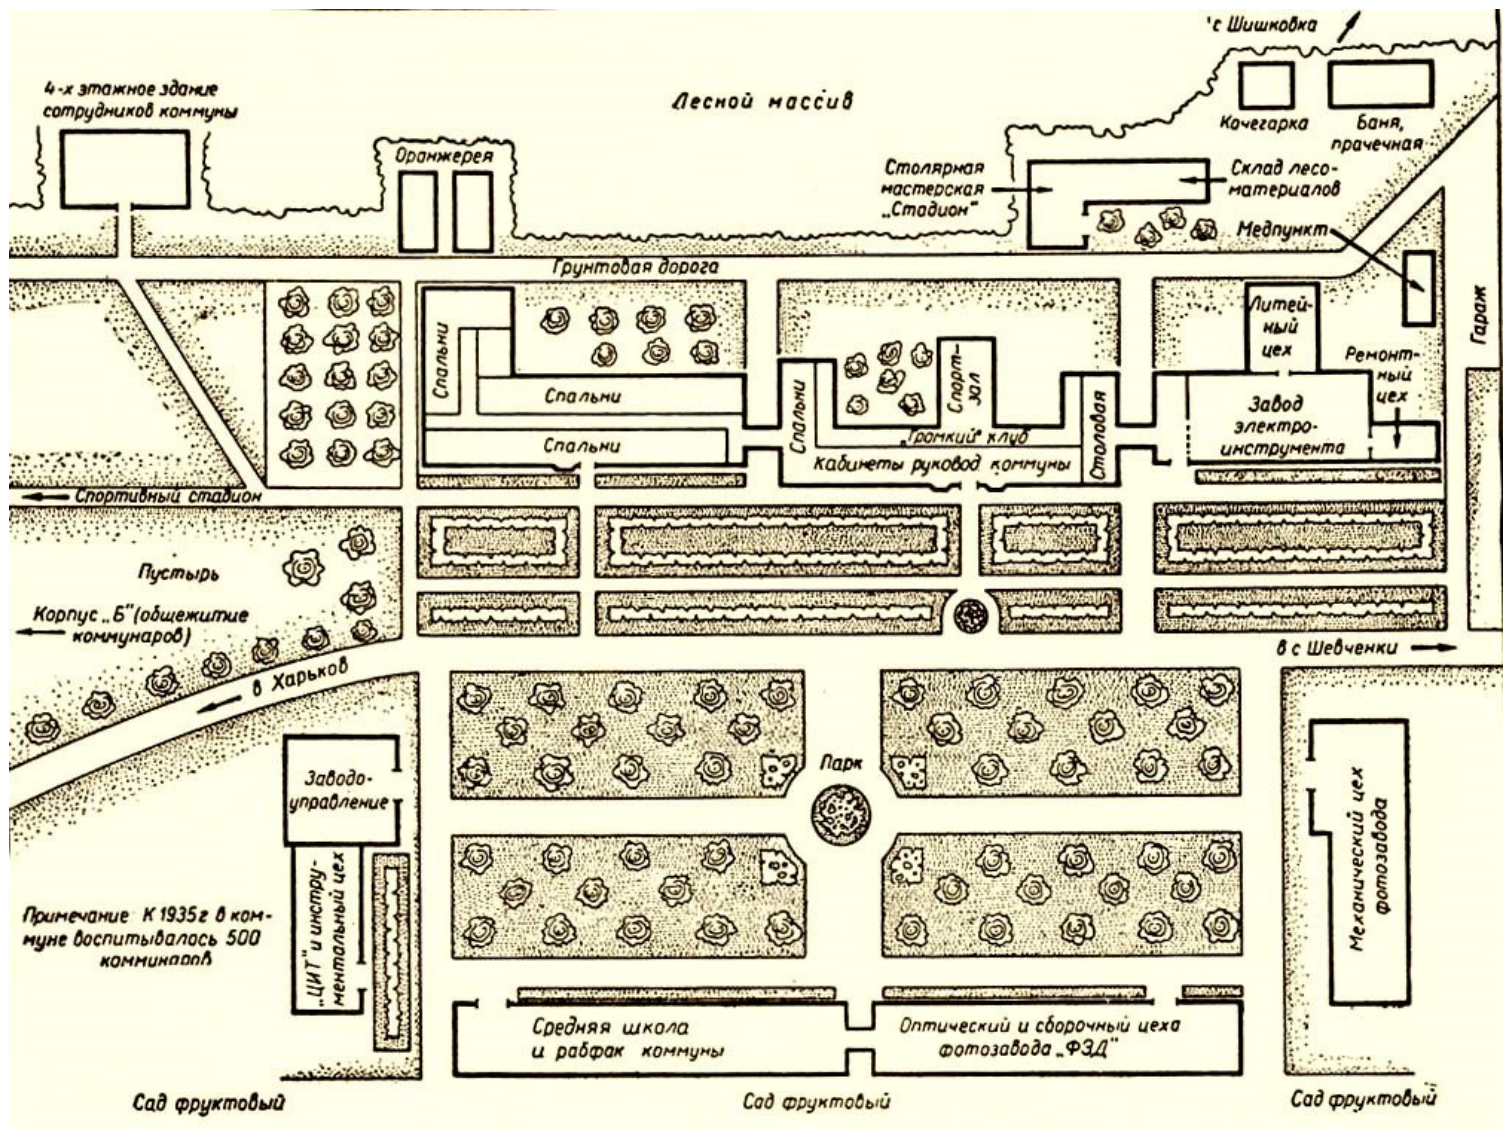 с Шишковка
4-х этажное здание
сотрудников коммуны
Лесной массив
Кочегарка
Баня,
прачечная
Оранжерея
Столярная
мастерская
„Стадион"
Склад лесо-
материалов
Медпункт
Грунтовая дорога
Гараж
Литей-
ный
цех
Ремонт-
ный
цех
Спальни
Спальни
Спальни
Спальни
Спорт-
зал
„Громкий" клуб
Кабинеты руковод коммуны
Столовая
Завод
электро-
инструмента
Спортивный стадион
Пустырь
Корпус „Б" (общежитие
коммунаров)
в Харьков
в с Шевченки
Заводо-
управление
Парк
Механический цех
фотозавода
„ЦИТ" и инстру-
ментальный цех
Примечание К 1935г в ком-
муне воспитывалось 500
коммунаров
Средняя школа
и рабфак коммуны
Оптический и сборочный цеха
фотозавода „ФЭД"
Сад фруктовый
Сад фруктовый
Сад фруктовый